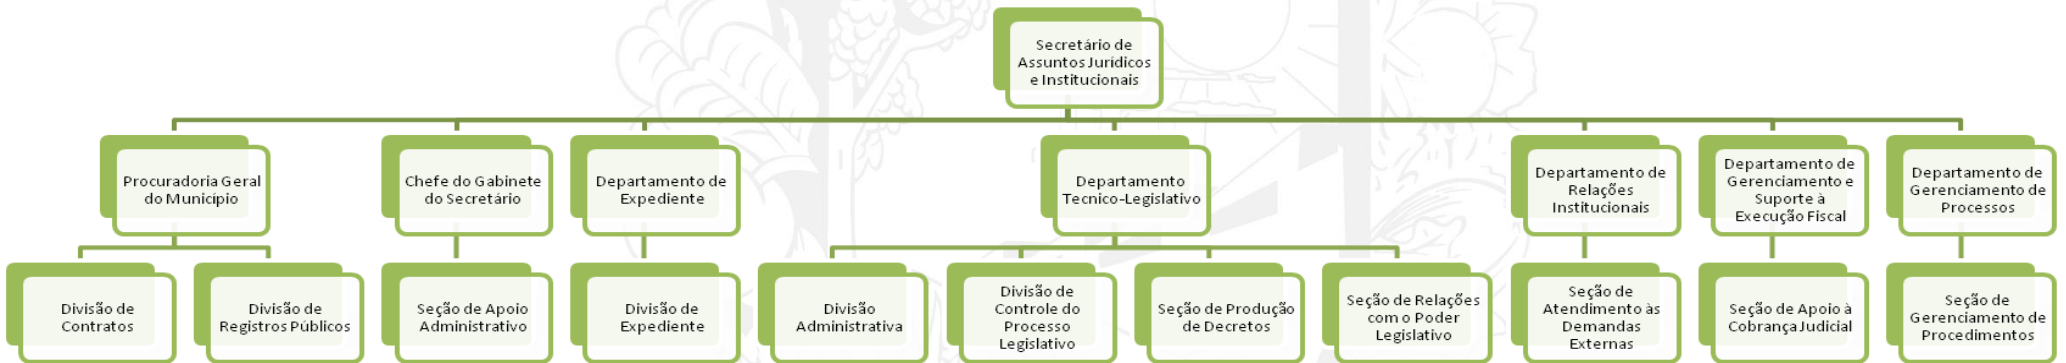 Secretário de
Assuntos Jurídicos
e Institucionais
Procuradoria Geral
do Município
Chefe do Gabinete
do Secretário
Departamento de
Expediente
Departamento
Tecnico-Legislativo
Departamento de
Relações
Institucionais
Departamento de
Gerenciamento e
Suporte à
Execução Fiscal
Departamento de
Gerenciamento de
Processos
Divisão de
Contratos
Divisão de
Registros Públicos
Seção de Apoio
Administrativo
Divisão de
Expediente
Divisão
Administrativa
Divisão de
Controle do
Processo
Legislativo
Seção de Produção
de Decretos
Seção de Relações
com o Poder
Legislativo
Seção de
Atendimento às
Demandas
Externas
Seção de Apoio à
Cobrança Judicial
Seção de
Gerenciamento de
Procedimentos